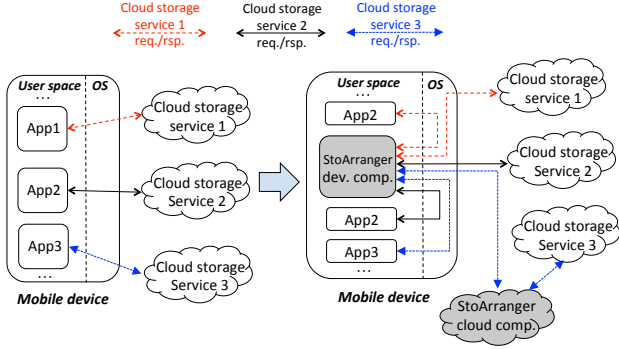 Cloud storage
service 1
req./rsp.
Cloud storage
service 2
req./rsp.
Cloud storage
service 3
req./rsp.
User space
OS
...
App1
App2
App3
...
Mobile device
Cloud storage
service 1
Cloud storage
Service 2
Cloud storage
Service 3
User space
OS
...
App2
StoArranger
dev. comp.
App2
App3
...
Mobile device
Cloud storage
service 1
Cloud storage
Service 2
Cloud storage
Service 3
StoArranger
cloud comp.